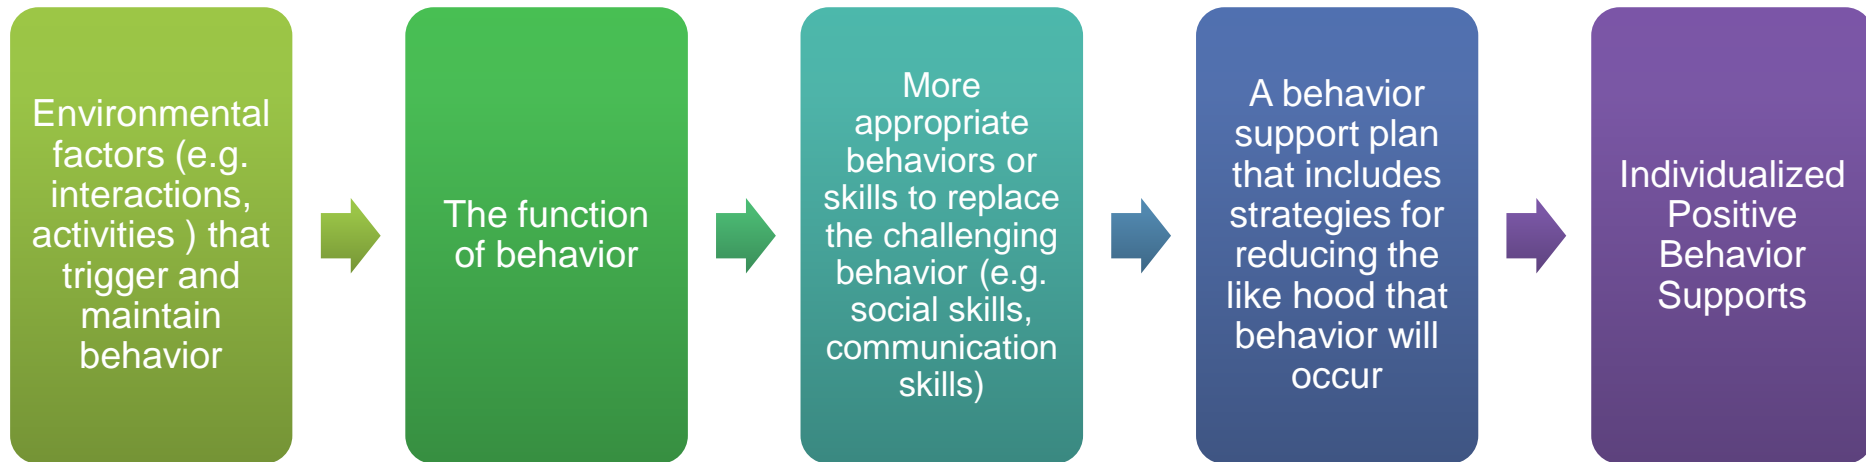 Environmental
factors (e.g.
interactions,
activities ) that
trigger and
maintain
behavior
The function
of behavior
More
appropriate
behaviors or
skills to replace
the challenging
behavior (e.g.
social skills,
communication
skills)
A behavior
support plan
that includes
strategies for
reducing the
like hood that
behavior will
occur
Individualized
Positive
Behavior
Supports